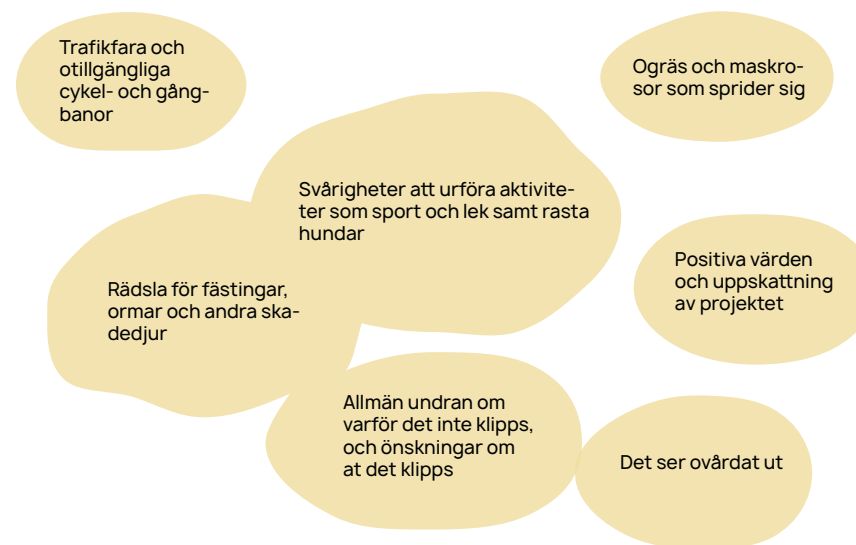 Trafikfara och
otillgängliga
cykel- och gång-
banor
Ogräs och maskro-
sor som sprider sig
Svårigheter att urföra aktivite-
ter som sport och lek samt rasta
hundar
Positiva värden
och uppskattning
av projektet
Rädsla för fästingar,
ormar och andra ska-
dedjur
Allmän undran om
varför det inte klipps,
och önskningar om
at det klipps
Det ser ovårdat ut